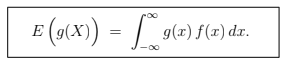 E ( g(X) ) = ∫_{-∞}^{∞} g(x) f(x) dx.